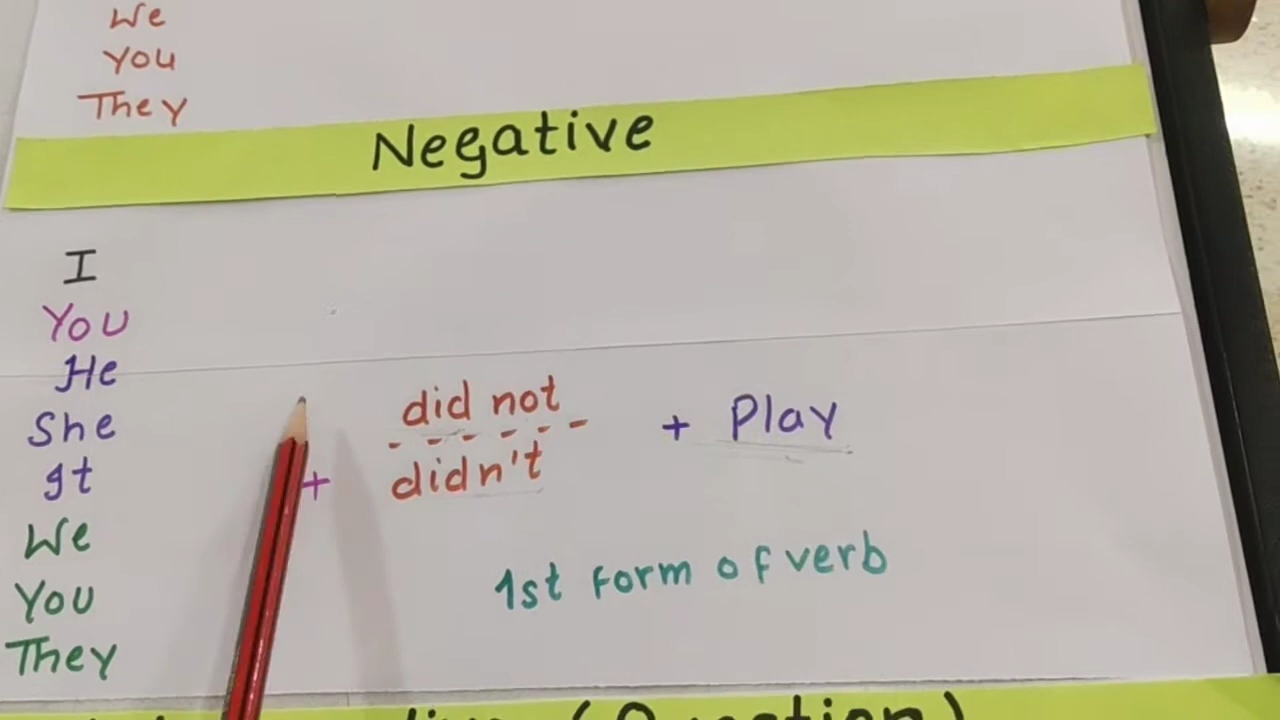 We
You
They
Negative
I
You
He
She
It
We
You
They
+ did not
didn't
+ Play
1st form of verb
(Question)